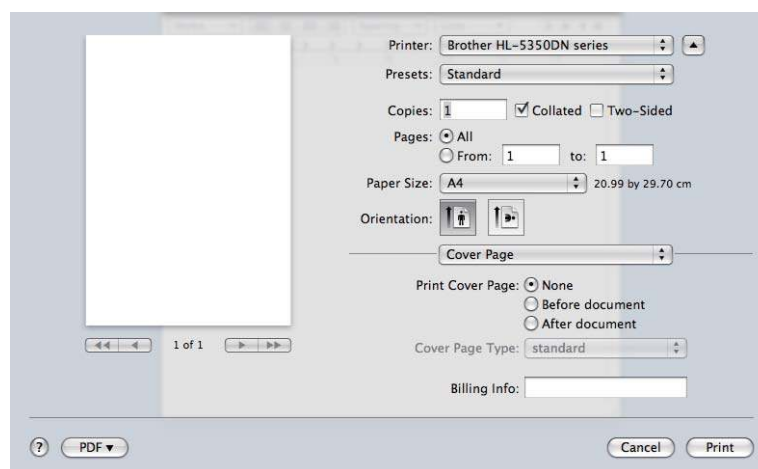 Printer: Brother HL-5350DN series
Presets: Standard
Copies: 1 Collated Two-Sided
Pages: All
From: 1 to: 1
Paper Size: A4 20.99 by 29.70 cm
Orientation:
Cover Page
Print Cover Page: None
Before document
After document
1 of 1
Cover Page Type: standard
Billing Info:
? PDF Cancel Print